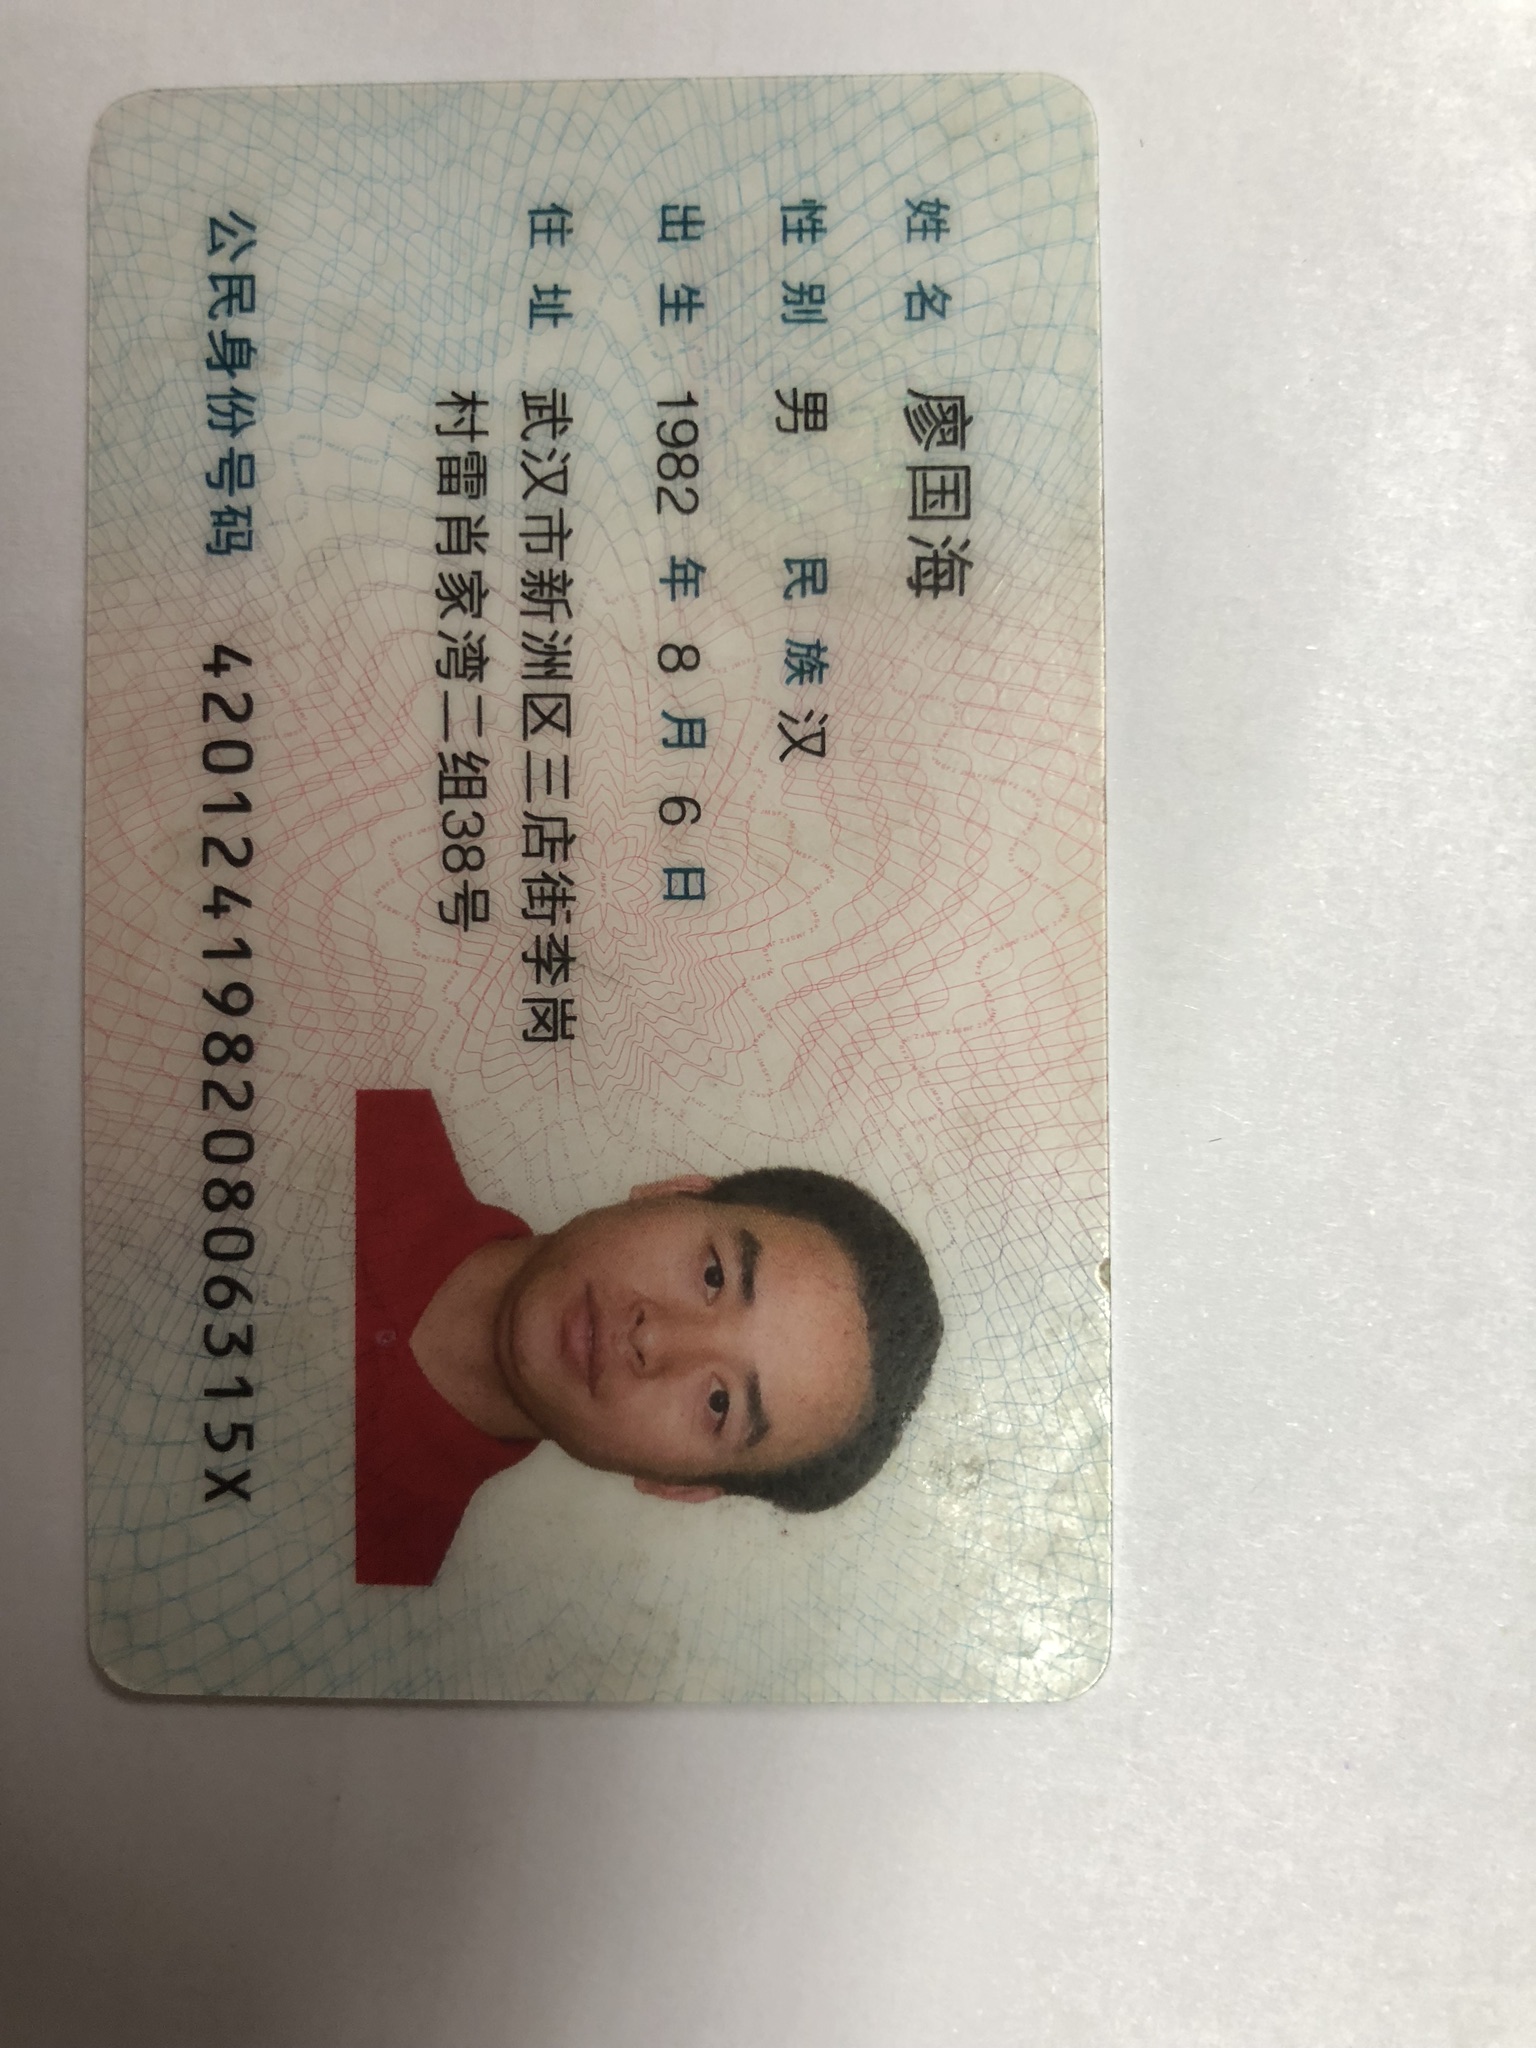 姓名 廖国海
性别 男 民族 汉
出生 1982 年 8 月 6 日
住址 武汉市新洲区三店街李岗
村雷肖家湾二组38号
公民身份号码 42012419820806315X